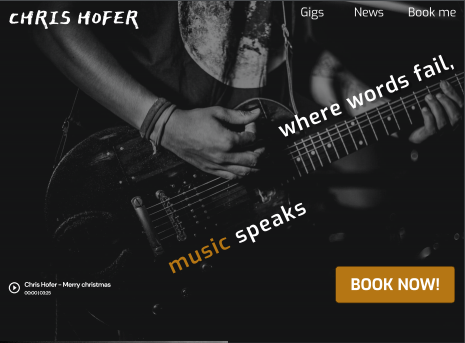 CHRIS HOFER
Gigs News Book me
where words fail,
music speaks
Chris Hofer - Merry christmas
00:00 | 03:25
BOOK NOW!